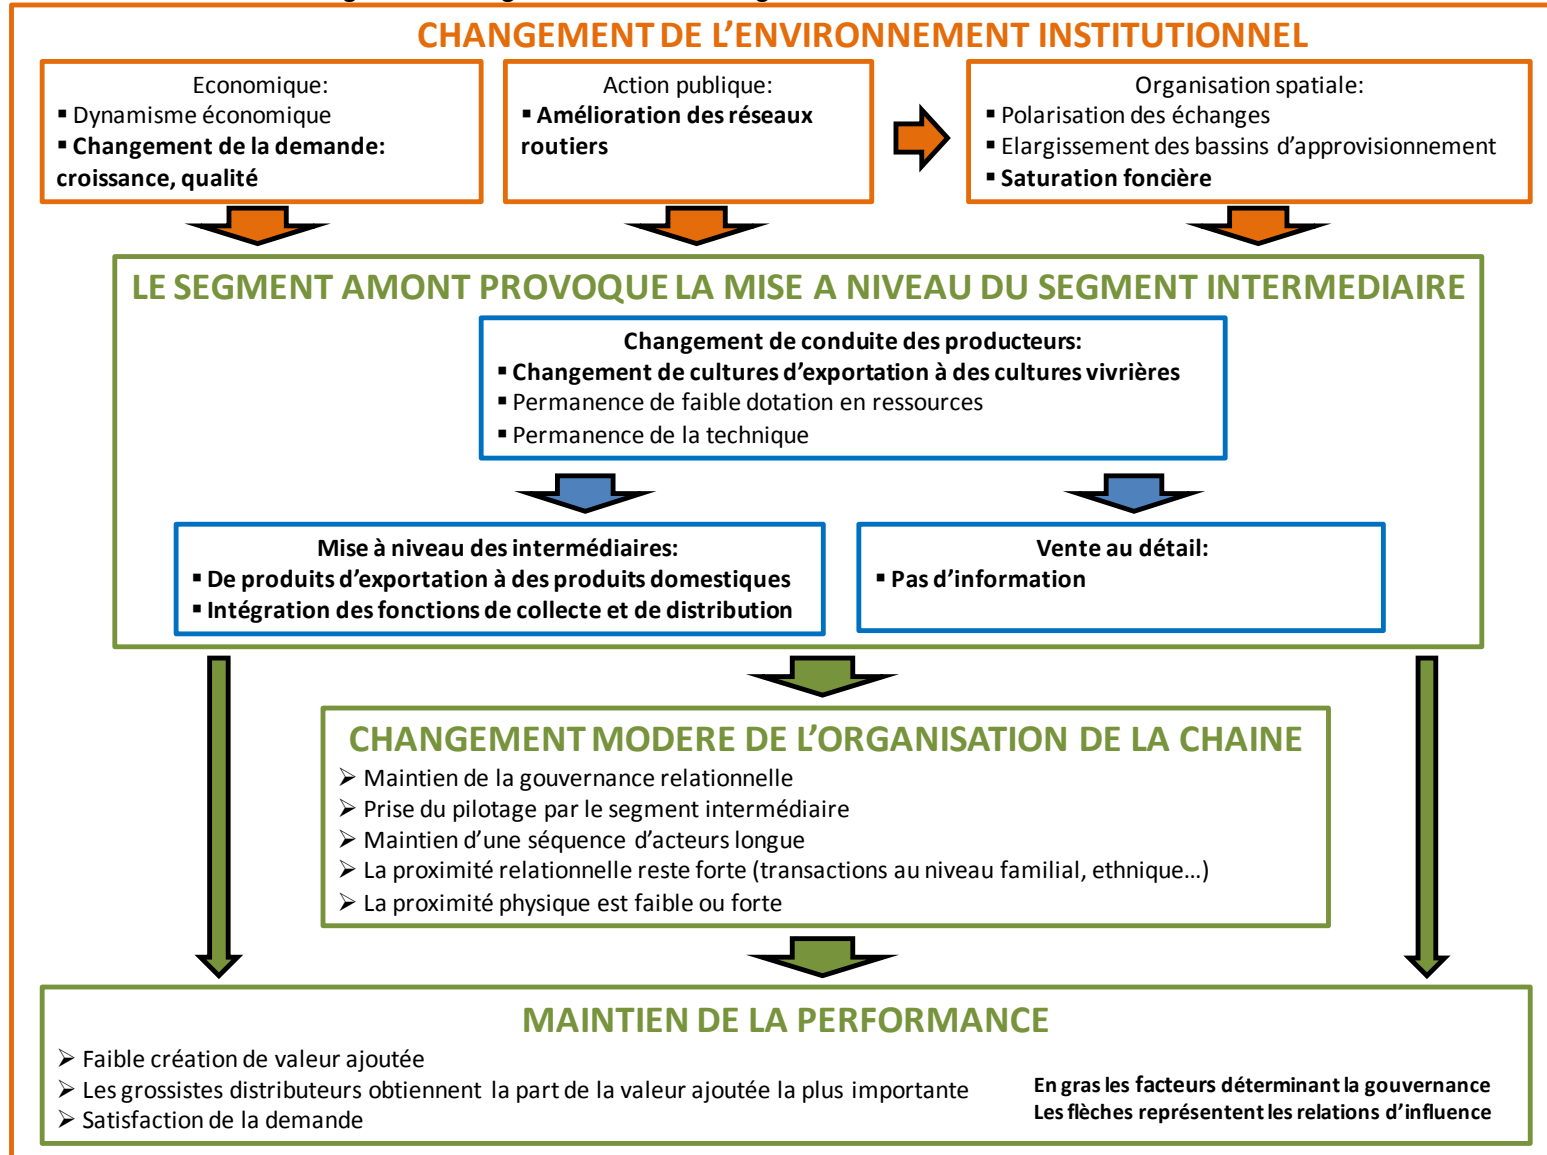 CHANGEMENT DE L'ENVIRONNEMENT INSTITUTIONNEL
Economique:
▪ Dynamisme économique
▪ Changement de la demande:
croissance, qualité
Action publique:
▪ Amélioration des réseaux
routiers
Organisation spatiale:
▪ Polarisation des échanges
▪ Elargissement des bassins d'approvisionnement
▪ Saturation foncière
LE SEGMENT AMONT PROVOQUE LA MISE A NIVEAU DU SEGMENT INTERMEDIAIRE
Changement de conduite des producteurs:
▪ Changement de cultures d'exportation à des cultures vivrières
▪ Permanence de faible dotation en ressources
▪ Permanence de la technique
Mise à niveau des intermédiaires:
▪ De produits d'exportation à des produits domestiques
▪ Intégration des fonctions de collecte et de distribution
Vente au détail:
▪ Pas d'information
CHANGEMENT MODERE DE L'ORGANISATION DE LA CHAINE
➢ Maintien de la gouvernance relationnelle
➢ Prise du pilotage par le segment intermédiaire
➢ Maintien d'une séquence d'acteurs longue
➢ La proximité relationnelle reste forte (transactions au niveau familial, ethnique…)
➢ La proximité physique est faible ou forte
MAINTIEN DE LA PERFORMANCE
➢ Faible création de valeur ajoutée
➢ Les grossistes distributeurs obtiennent la part de la valeur ajoutée la plus importante
➢ Satisfaction de la demande
En gras les facteurs déterminant la gouvernance
Les flèches représentent les relations d'influence